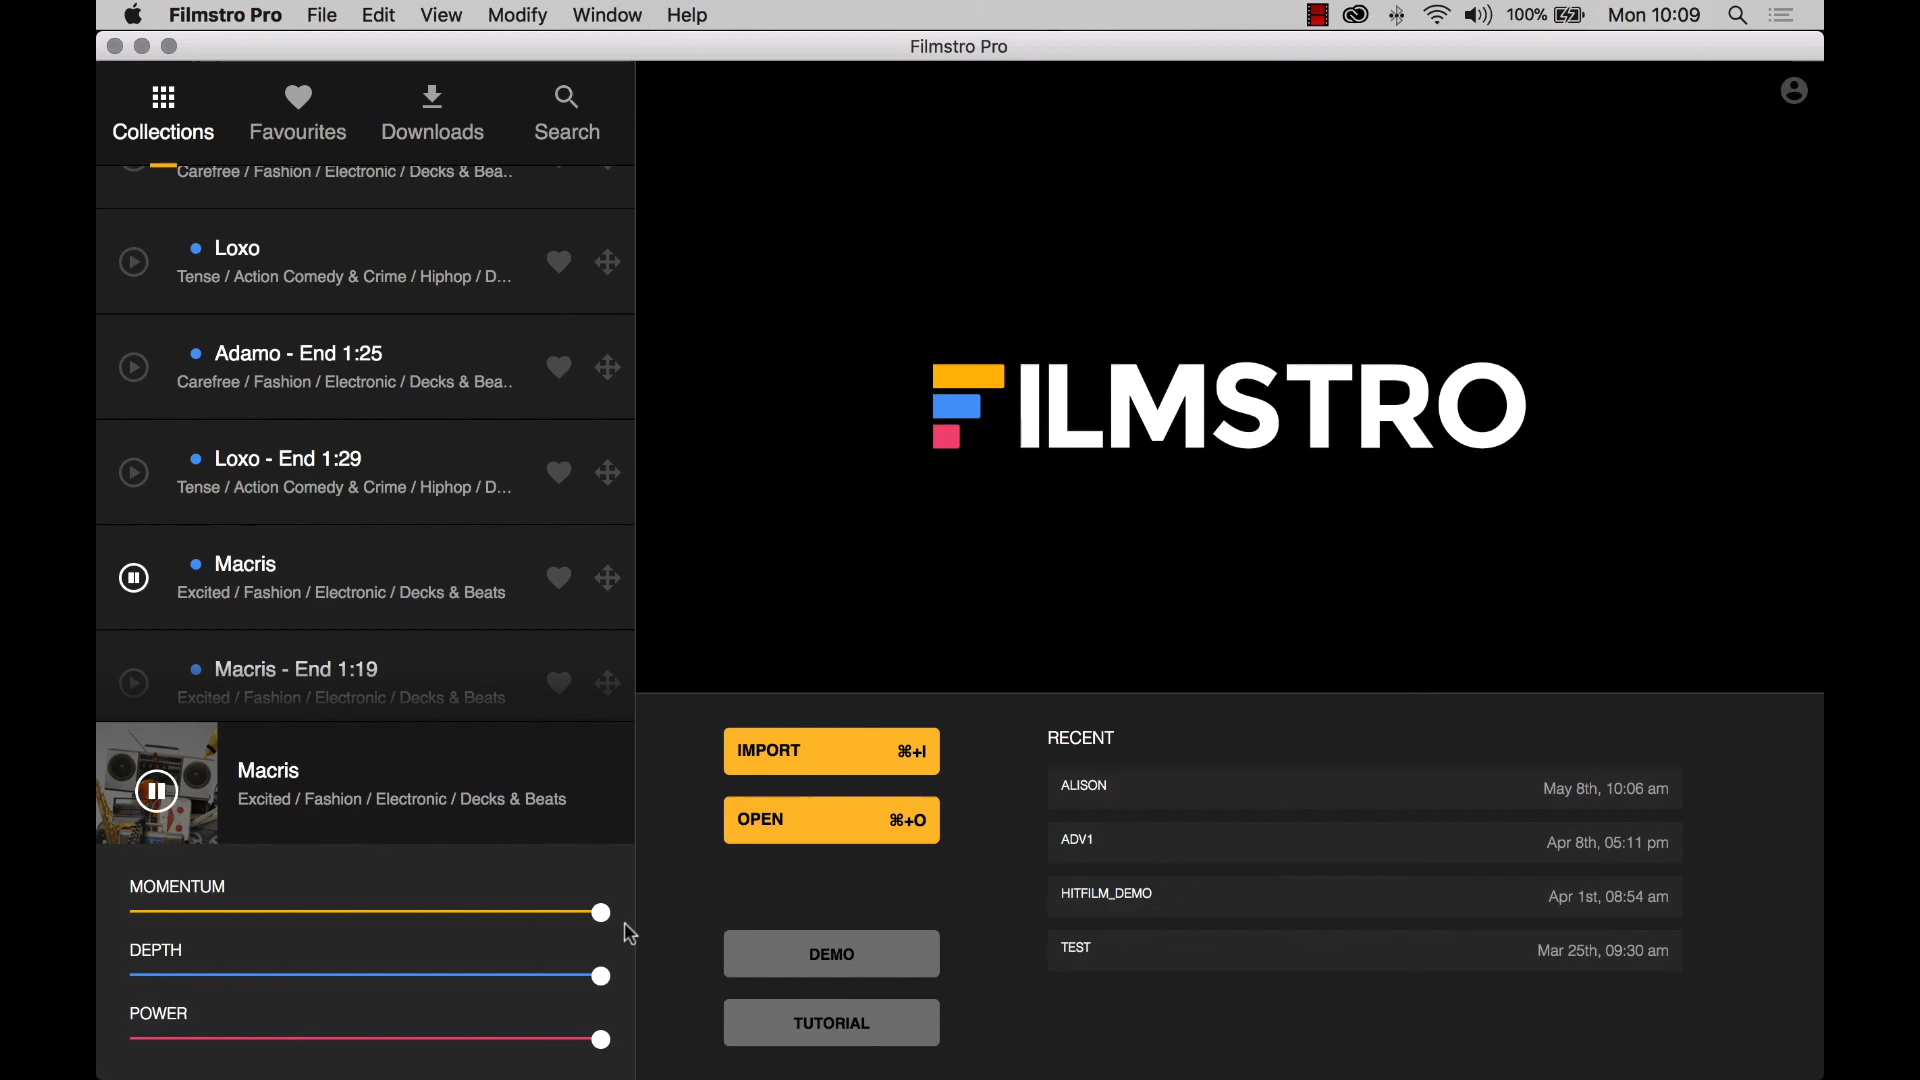 Filmstro Pro File Edit View Modify Window Help 100% Mon 10:09
Filmstro Pro
Collections Favourites Downloads Search
Carefree / Fashion / Electronic / Decks & Bea..
Loxo
Tense / Action Comedy & Crime / Hiphop / D...
Adamo - End 1:25
Carefree / Fashion / Electronic / Decks & Bea..
Loxo - End 1:29
Tense / Action Comedy & Crime / Hiphop / D...
Macris
Excited / Fashion / Electronic / Decks & Beats
Macris - End 1:19
Excited / Fashion / Electronic / Decks & Beats
Macris
Excited / Fashion / Electronic / Decks & Beats
MOMENTUM
DEPTH
POWER
FILMSTRO
IMPORT ⌘+I
OPEN ⌘+O
DEMO
TUTORIAL
RECENT
ALISON May 8th, 10:06 am
ADV1 Apr 8th, 05:11 pm
HITFILM_DEMO Apr 1st, 08:54 am
TEST Mar 25th, 09:30 am